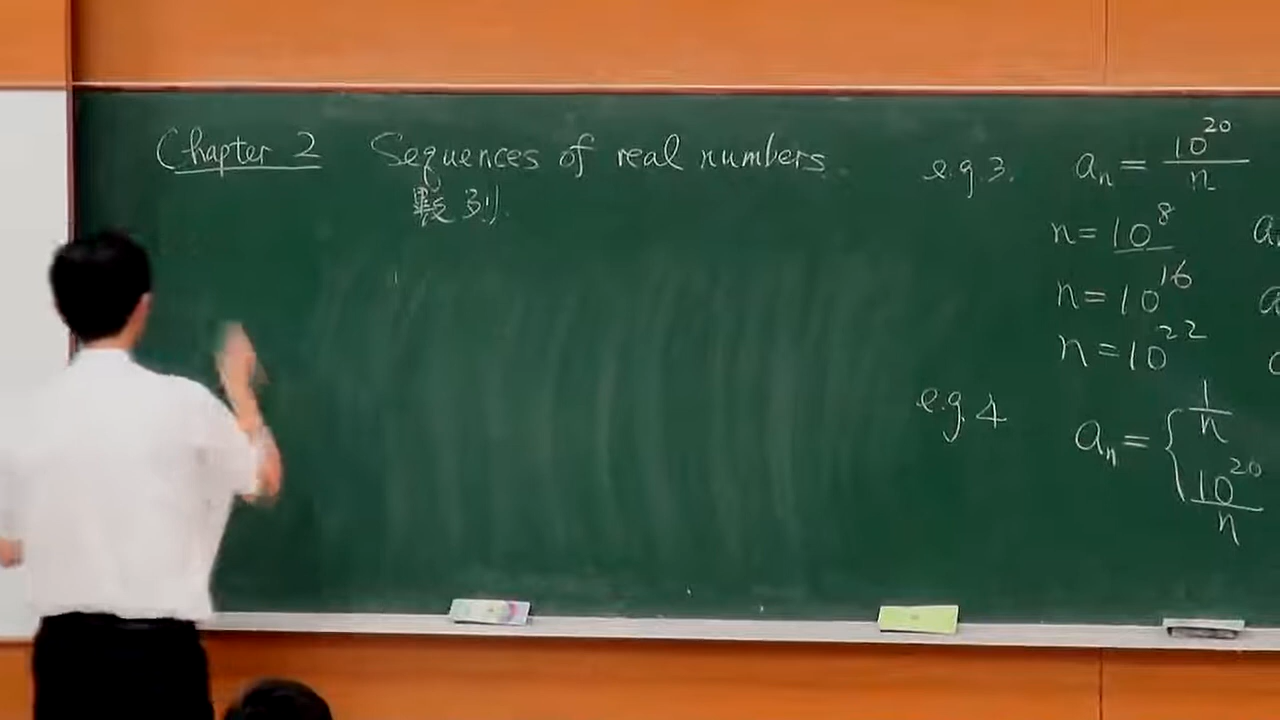 Chapter 2 Sequences of real numbers
數列.
e.g.3. aₙ = 10²⁰/n
n = 10⁸ a
n = 10¹⁶ a
n = 10²²
e.g.4 aₙ = { 1/n
10²⁰/n